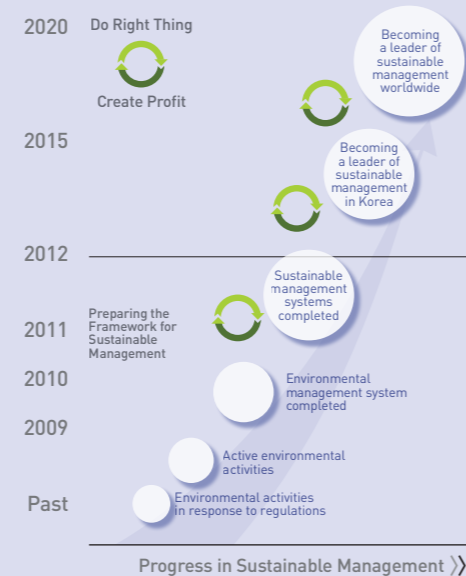 2020
Do Right Thing
Create Profit
Becoming
a leader of
sustainable
management
worldwide
2015
Becoming
a leader of
sustainable
management
in Korea
2012
Sustainable
management
systems
completed
Preparing the
Framework for
Sustainable
Management
2011
2010
Environmental
management system
completed
2009
Active environmental
activities
Past
Environmental activities
in response to regulations
Progress in Sustainable Management